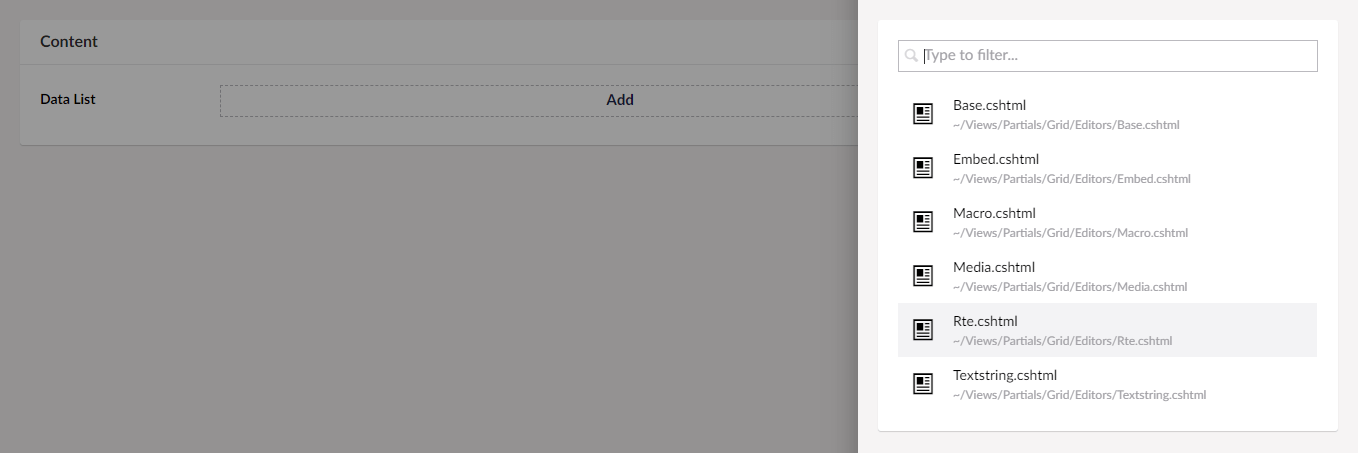 Content
Data List
Add
Type to filter...
Base.cshtml
~/Views/Partials/Grid/Editors/Base.cshtml
Embed.cshtml
~/Views/Partials/Grid/Editors/Embed.cshtml
Macro.cshtml
~/Views/Partials/Grid/Editors/Macro.cshtml
Media.cshtml
~/Views/Partials/Grid/Editors/Media.cshtml
Rte.cshtml
~/Views/Partials/Grid/Editors/Rte.cshtml
Textstring.cshtml
~/Views/Partials/Grid/Editors/Textstring.cshtml